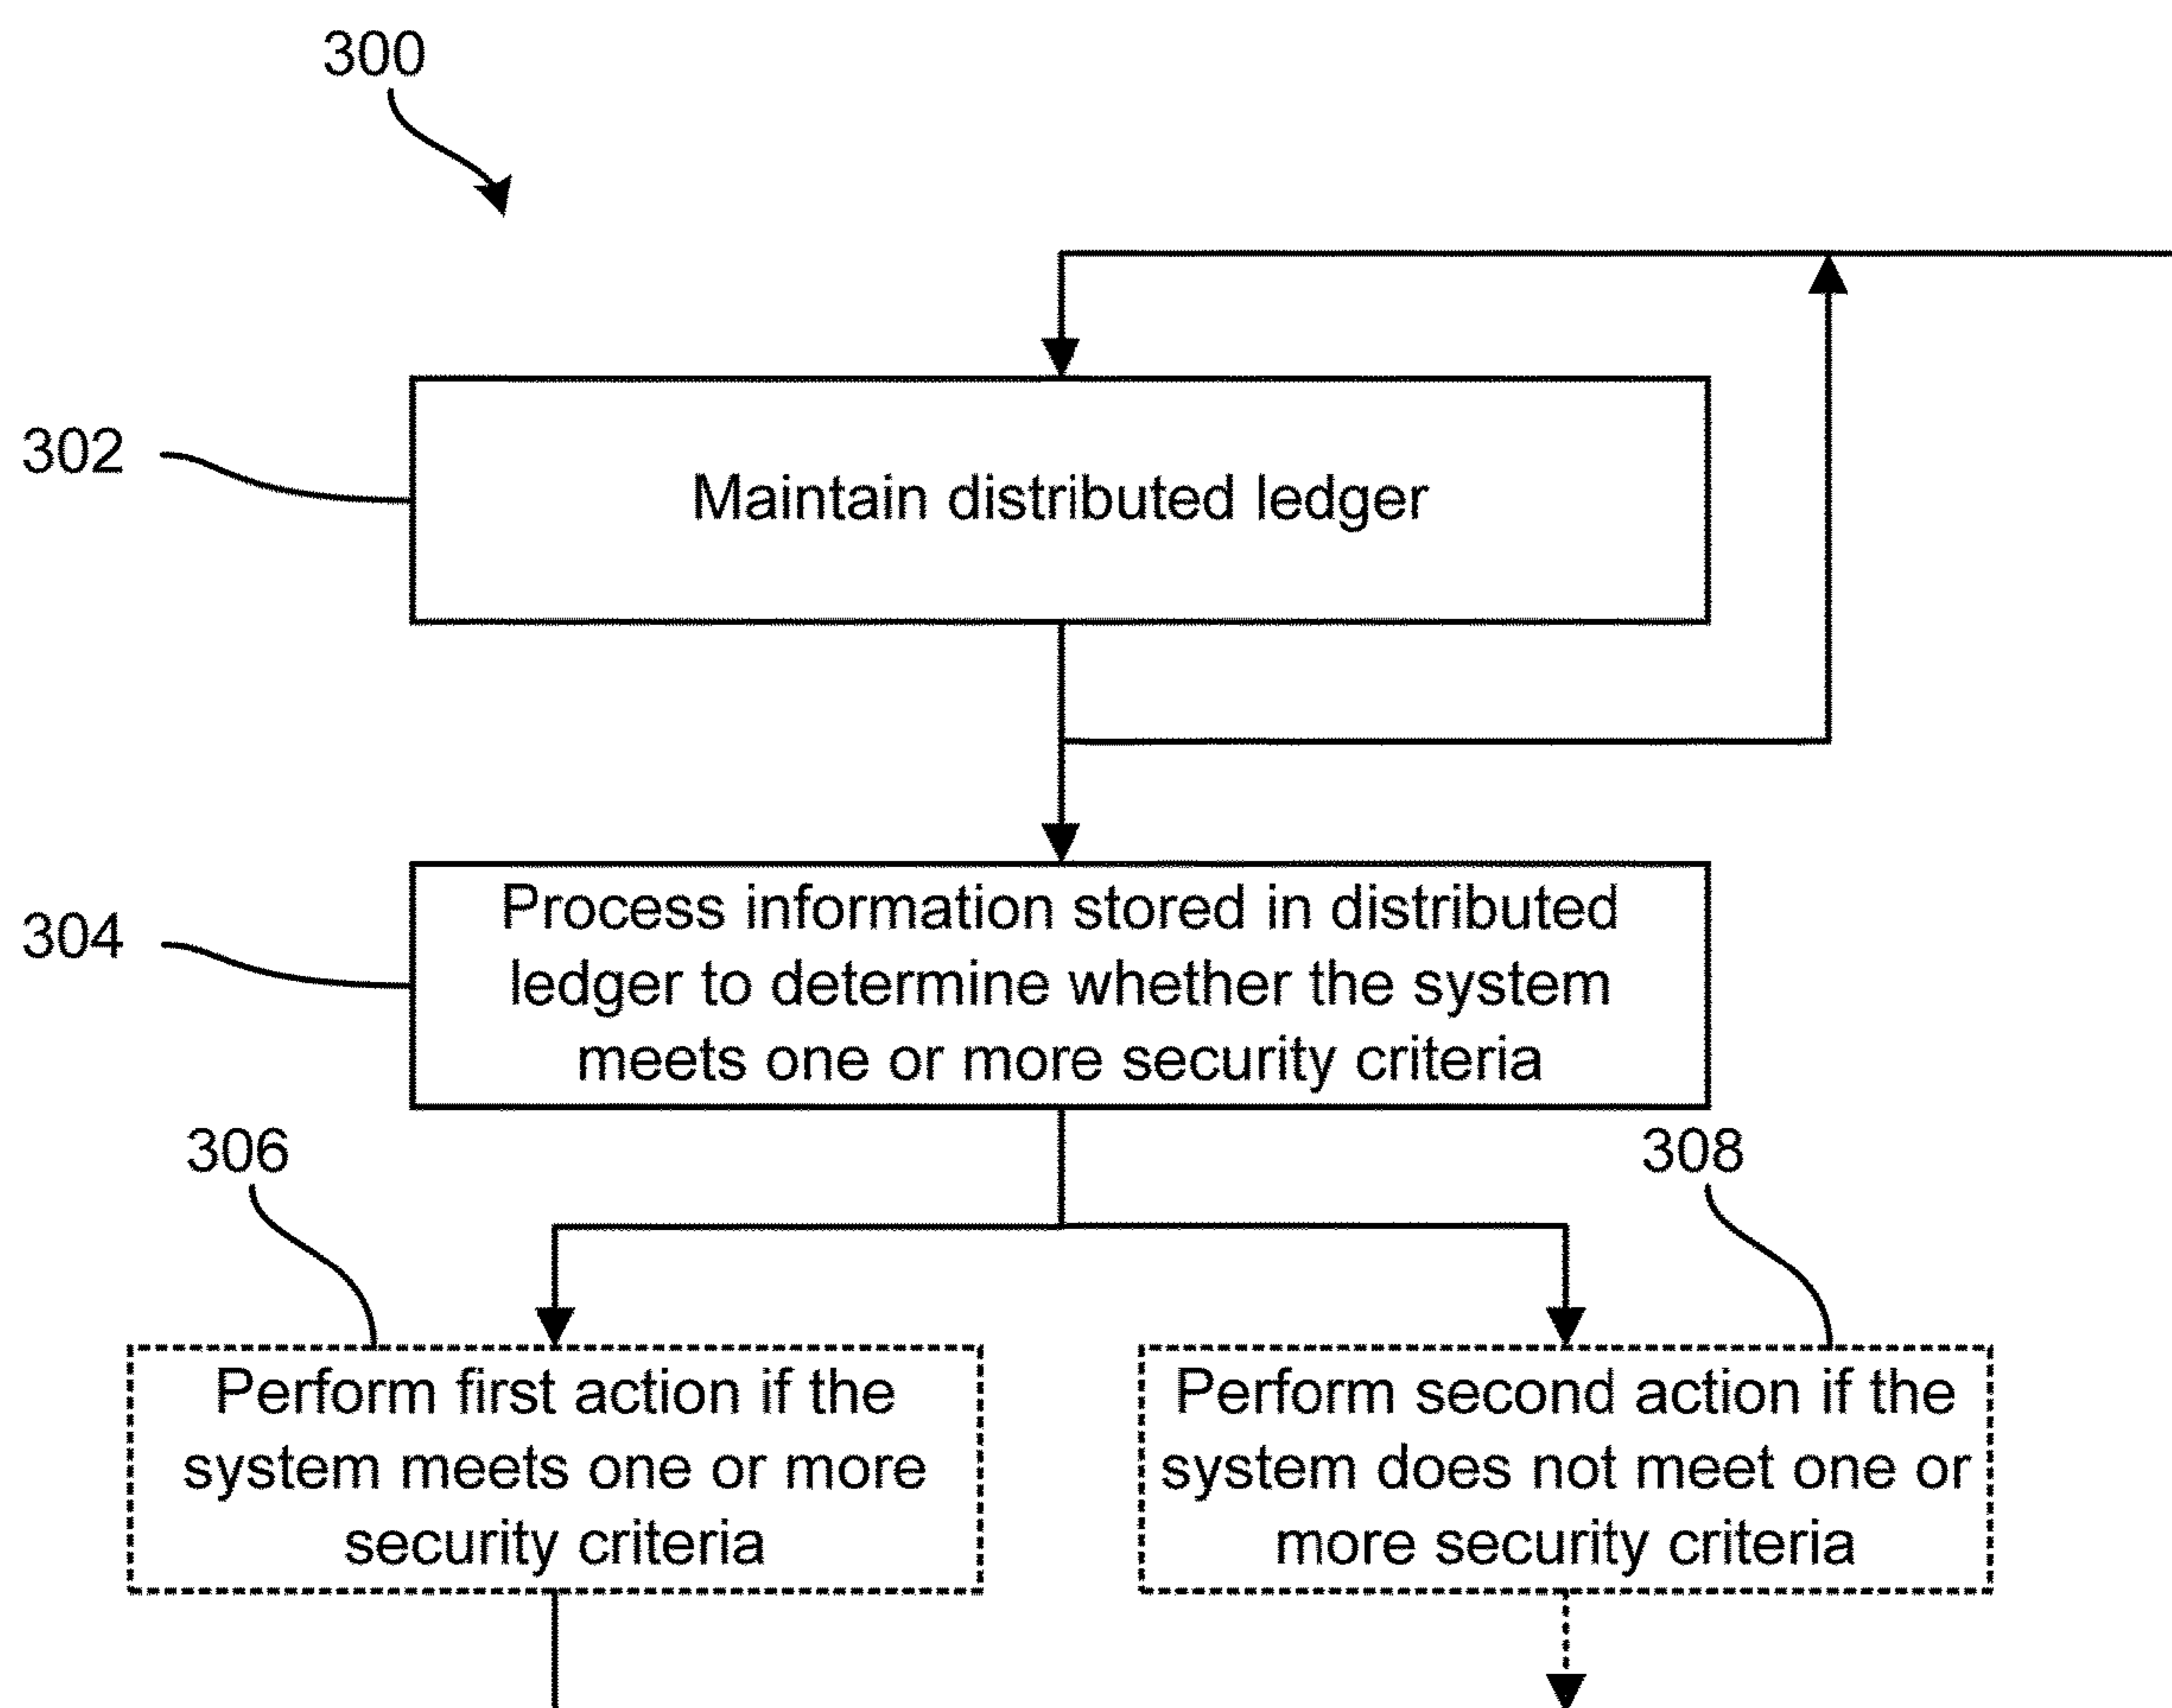 300
302
Maintain distributed ledger
304
Process information stored in distributed
ledger to determine whether the system
meets one or more security criteria
306
308
Perform first action if the
system meets one or more
security criteria
Perform second action if the
system does not meet one or
more security criteria